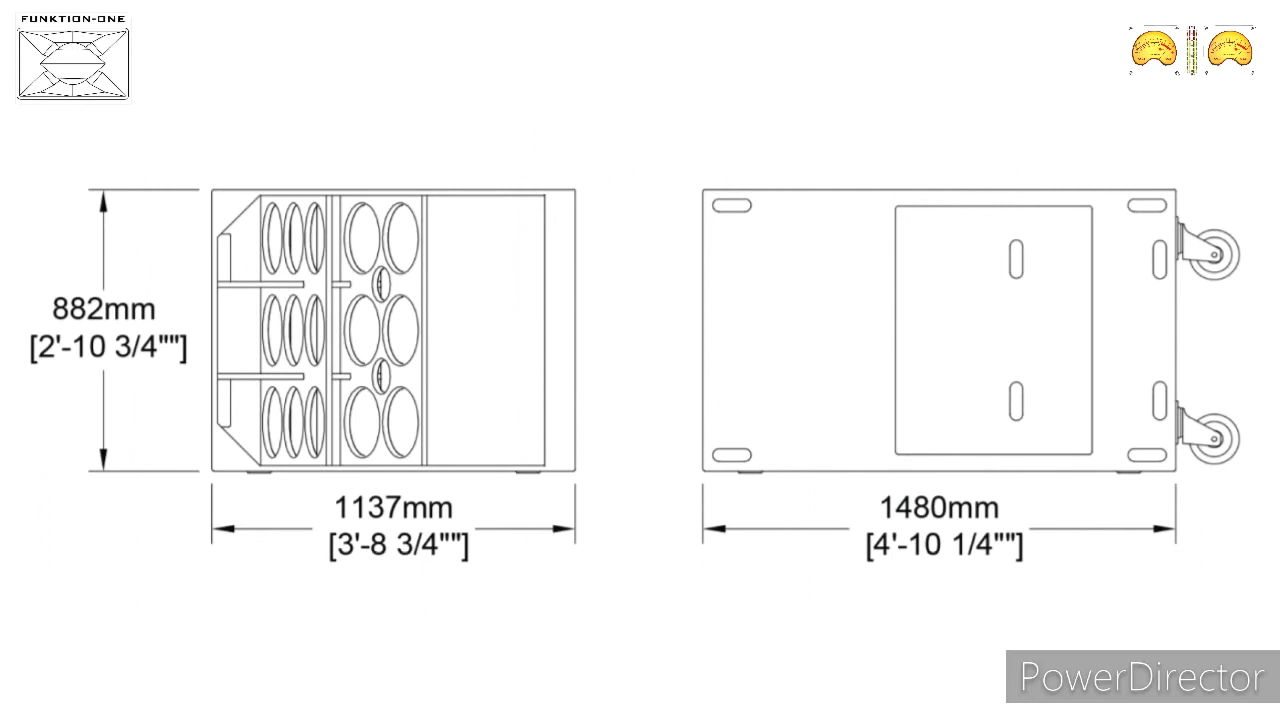 FUNKTION-ONE
882mm
[2'-10 3/4""]
1137mm
[3'-8 3/4""]
1480mm
[4'-10 1/4""]
PowerDirector